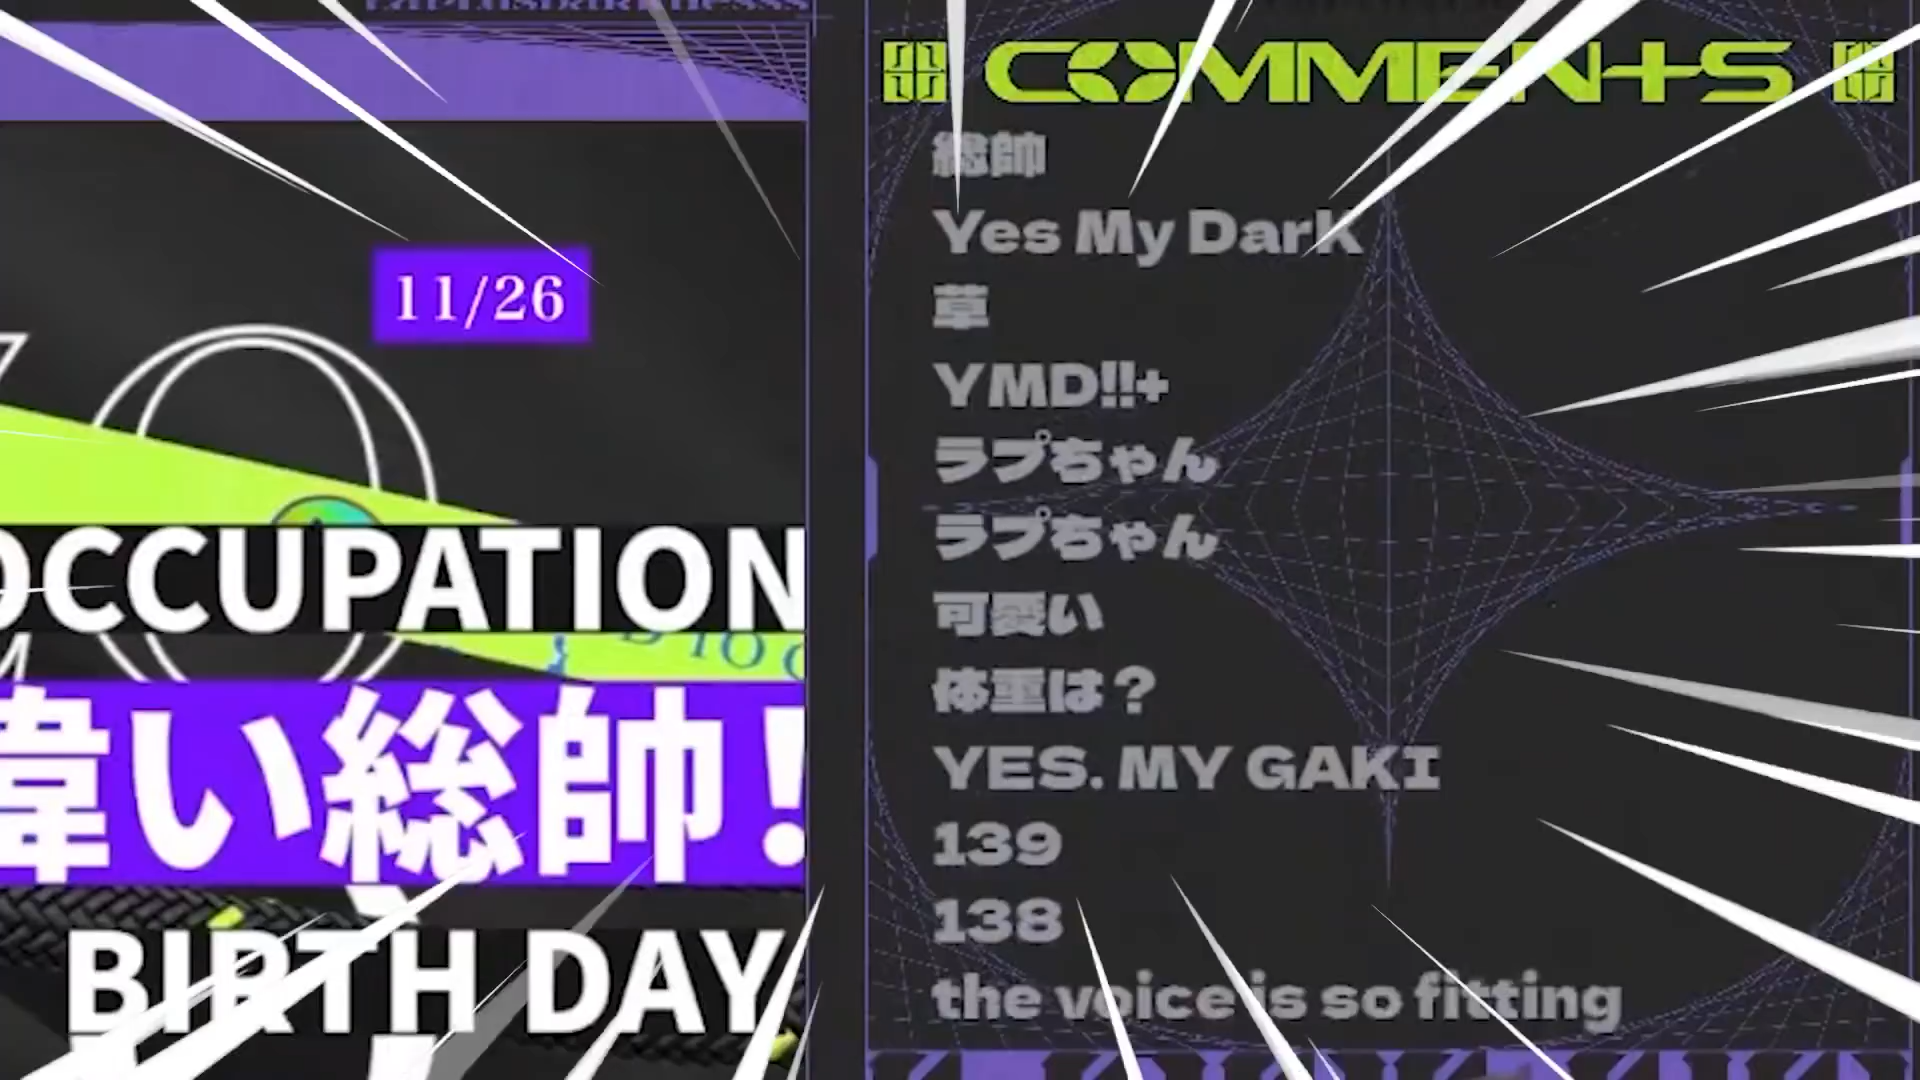 11/26
OCCUPATION
偉い総帥!
BIRTH DAY
COMMENtS
総帥
Yes My DarK
草
YMD!!+
ラプちゃん
ラプちゃん
可愛い
体重は？
YES. MY GAKI
139
138
the voice is so fitting